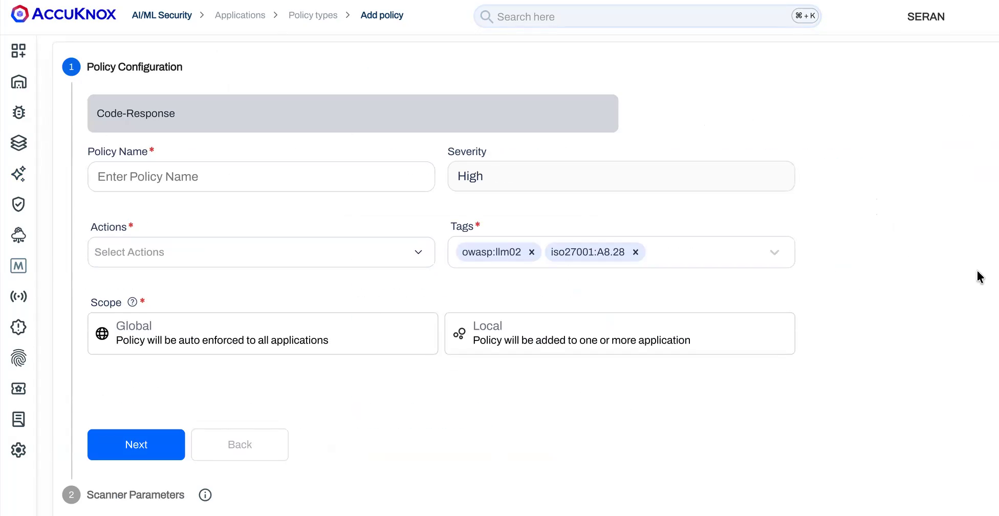 ACCUKNOX
AI/ML Security > Applications > Policy types > Add policy
Search here
⌘ + K
SERAN
1 Policy Configuration
Code-Response
Policy Name*
Severity
Enter Policy Name
High
Actions*
Tags*
Select Actions
owasp:llm02 × iso27001:A8.28 ×
Scope ? *
Global
Policy will be auto enforced to all applications
Local
Policy will be added to one or more application
Next
Back
M
2 Scanner Parameters